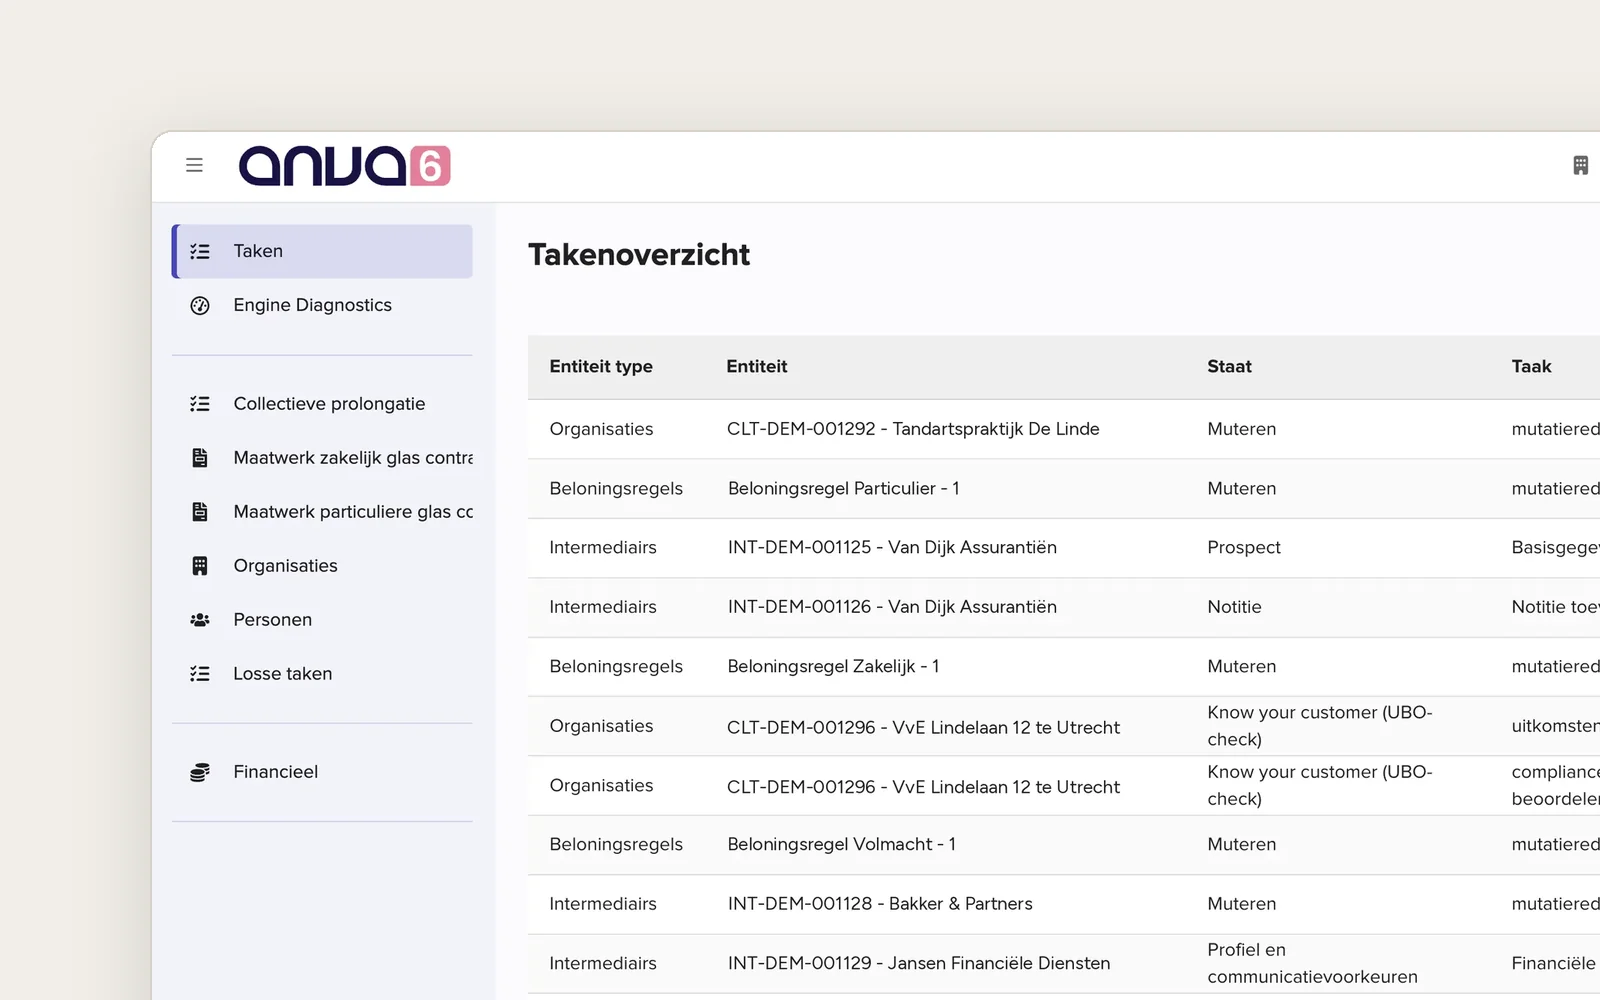 anva6
Taken
Engine Diagnostics
Collectieve prolongatie
Maatwerk zakelijk glas contra
Maatwerk particuliere glas co
Organisaties
Personen
Losse taken
Financieel
Takenoverzicht
Entiteit type Entiteit Staat Taak
Organisaties CLT-DEM-001292 - Tandartspraktijk De Linde Muteren mutatiered
Beloningsregels Beloningsregel Particulier - 1 Muteren mutatiered
Intermediairs INT-DEM-001125 - Van Dijk Assurantiën Prospect Basisgegev
Intermediairs INT-DEM-001126 - Van Dijk Assurantiën Notitie Notitie toev
Beloningsregels Beloningsregel Zakelijk - 1 Muteren mutatiered
Organisaties CLT-DEM-001296 - VvE Lindelaan 12 te Utrecht Know your customer (UBO-
check) uitkomsten
Organisaties CLT-DEM-001296 - VvE Lindelaan 12 te Utrecht Know your customer (UBO- compliance
check) beoordelen
Beloningsregels Beloningsregel Volmacht - 1 Muteren mutatiered
Intermediairs INT-DEM-001128 - Bakker & Partners Muteren mutatiered
Intermediairs INT-DEM-001129 - Jansen Financiële Diensten Profiel en
communicatievoorkeuren Financiële